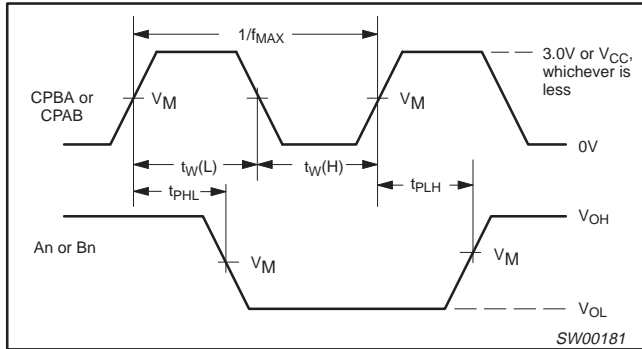 1/fMAX
3.0V or VCC,
whichever is
less
CPBA or
CPAB
VM
VM
0V
tW(L)
tW(H)
tPHL
tPLH
VOH
An or Bn
VM
VM
VOL
SW00181